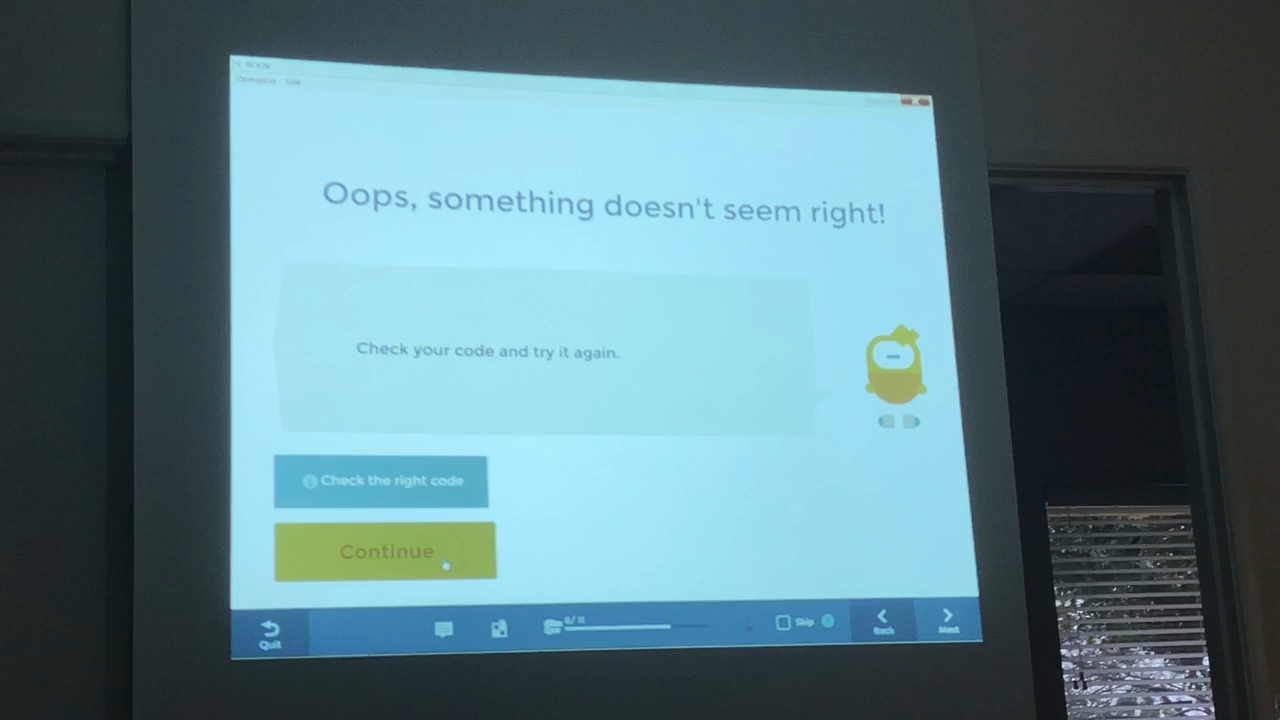 Edit
Oops, something doesn't seem right!
Check your code and try it again.
Check the right code
Continue
Quit
Skip
Back
Next